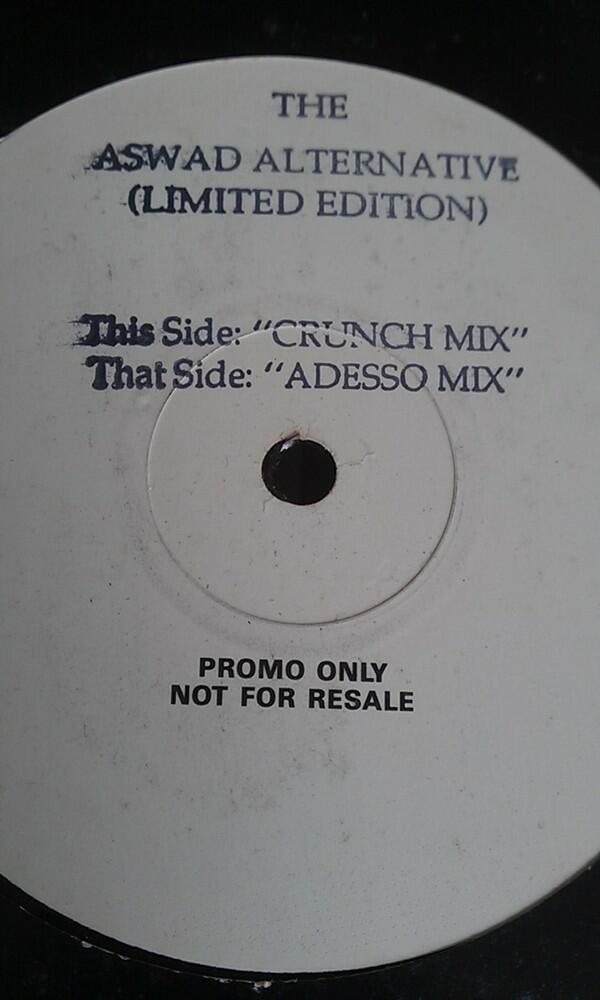 THE
ASWAD ALTERNATIVE
(LIMITED EDITION)
This Side: "CRUNCH MIX"
That Side: "ADESSO MIX"
PROMO ONLY
NOT FOR RESALE